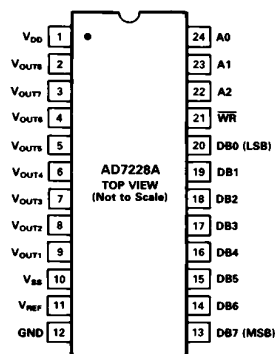 VDD 1 24 A0
VOUT8 2 23 A1
VOUT7 3 22 A2
VOUT6 4 21 WR
VOUT5 5 20 DB0 (LSB)
VOUT4 6 19 DB1
VOUT3 7 18 DB2
VOUT2 8 17 DB3
VOUT1 9 16 DB4
VSS 10 15 DB5
VREF 11 14 DB6
GND 12 13 DB7 (MSB)
AD7228A
TOP VIEW
(Not to Scale)